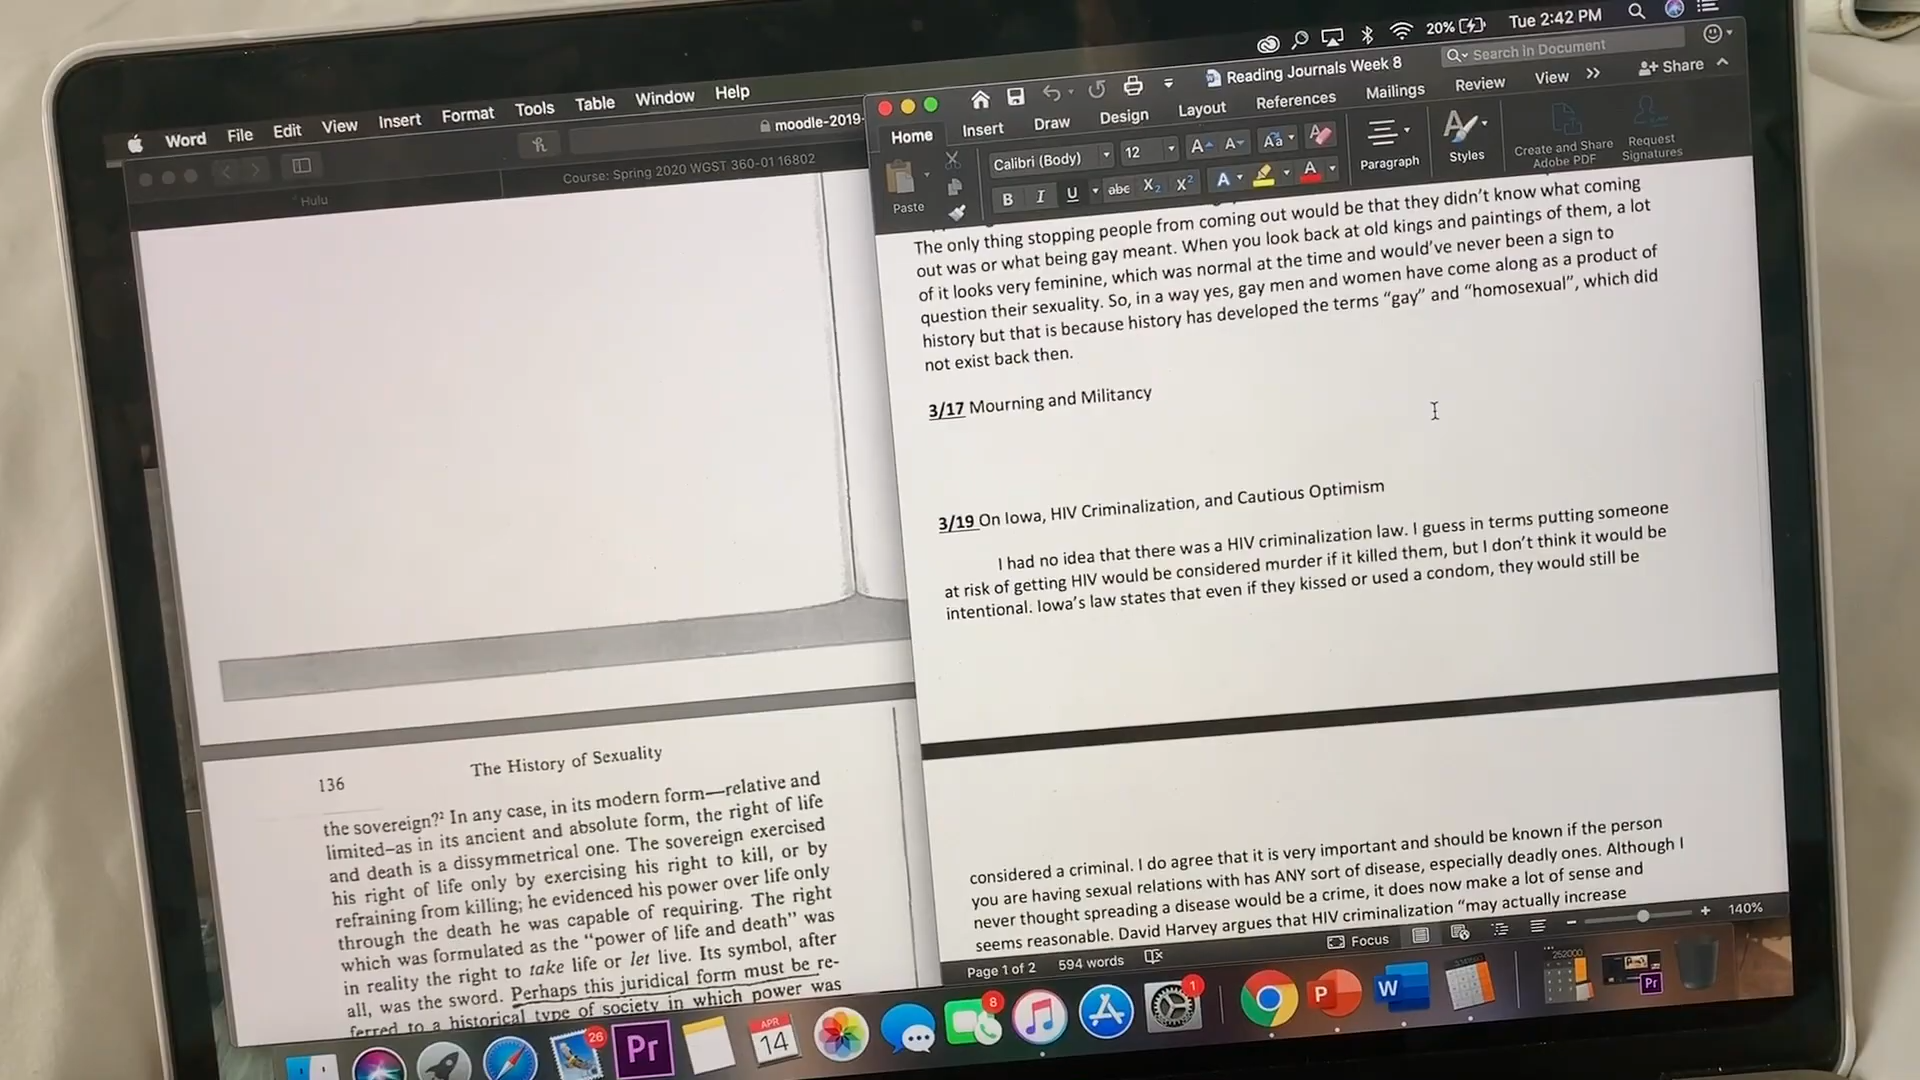 Word File Edit View Insert Format Tools Table Window Help
20% Tue 2:42 PM
moodle-2019-
Course: Spring 2020 WGST 360-01 16802
Hulu
Reading Journals Week 8
Search in Document
Home Insert Draw Design Layout References Mailings Review View
Share
Paste
Calibri (Body) 12
Paragraph
Styles
Create and Share
Adobe PDF
Request
Signatures
The only thing stopping people from coming out would be that they didn't know what coming
out was or what being gay meant. When you look back at old kings and paintings of them, a lot
of it looks very feminine, which was normal at the time and would've never been a sign to
question their sexuality. So, in a way yes, gay men and women have come along as a product of
history but that is because history has developed the terms "gay" and "homosexual", which did
not exist back then.
3/17 Mourning and Militancy
3/19 On Iowa, HIV Criminalization, and Cautious Optimism
I had no idea that there was a HIV criminalization law. I guess in terms putting someone
at risk of getting HIV would be considered murder if it killed them, but I don't think it would be
intentional. Iowa's law states that even if they kissed or used a condom, they would still be
considered a criminal. I do agree that it is very important and should be known if the person
you are having sexual relations with has ANY sort of disease, especially deadly ones. Although I
never thought spreading a disease would be a crime, it does now make a lot of sense and
seems reasonable. David Harvey argues that HIV criminalization "may actually increase
Page 1 of 2 594 words
Focus
140%
136 The History of Sexuality
the sovereign?² In any case, in its modern form—relative and
limited—as in its ancient and absolute form, the right of life
and death is a dissymmetrical one. The sovereign exercised
his right of life only by exercising his right to kill, or by
refraining from killing; he evidenced his power over life only
through the death he was capable of requiring. The right
which was formulated as the "power of life and death" was
in reality the right to take life or let live. Its symbol, after
all, was the sword. Perhaps this juridical form must be re-
ferred to a historical type of society in which power was
26
Pr
APR
14
8
1
P
W
Pr